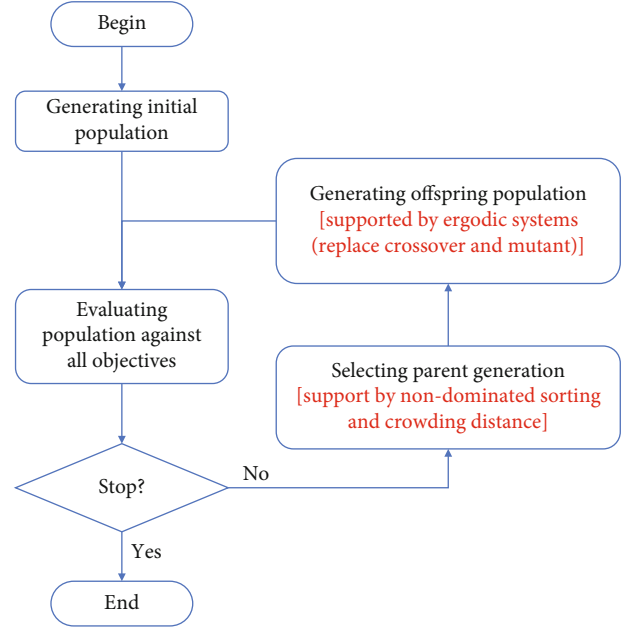 Begin
Generating initial
population
Generating offspring population
[supported by ergodic systems
(replace crossover and mutant)]
Evaluating
population against
all objectives
Selecting parent generation
[support by non-dominated sorting
and crowding distance]
Stop?
No
Yes
End